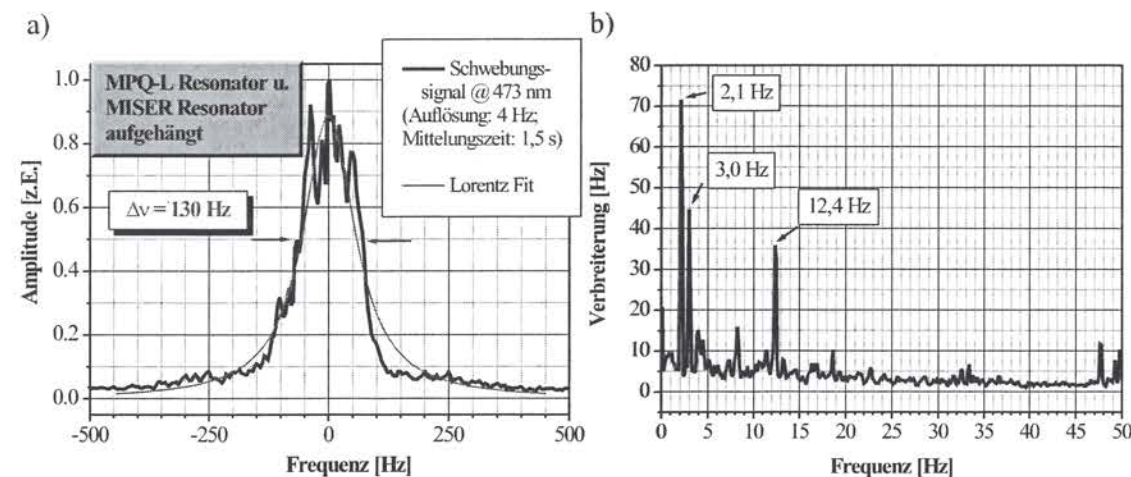 a)
MPQ-L Resonator u.
MISER Resonator
aufgehängt
Δν = 130 Hz
Schwebungs-
signal @ 473 nm
(Auflösung: 4 Hz;
Mittelungszeit: 1,5 s)
Lorentz Fit
Amplitude [z.E.]
1.0
0.8
0.6
0.4
0.2
0.0
-500
-250
0
250
500
Frequenz [Hz]
b)
Verbreiterung [Hz]
80
70
60
50
40
30
20
10
0
2,1 Hz
3,0 Hz
12,4 Hz
0
5
10
15
20
25
30
35
40
45
50
Frequenz [Hz]